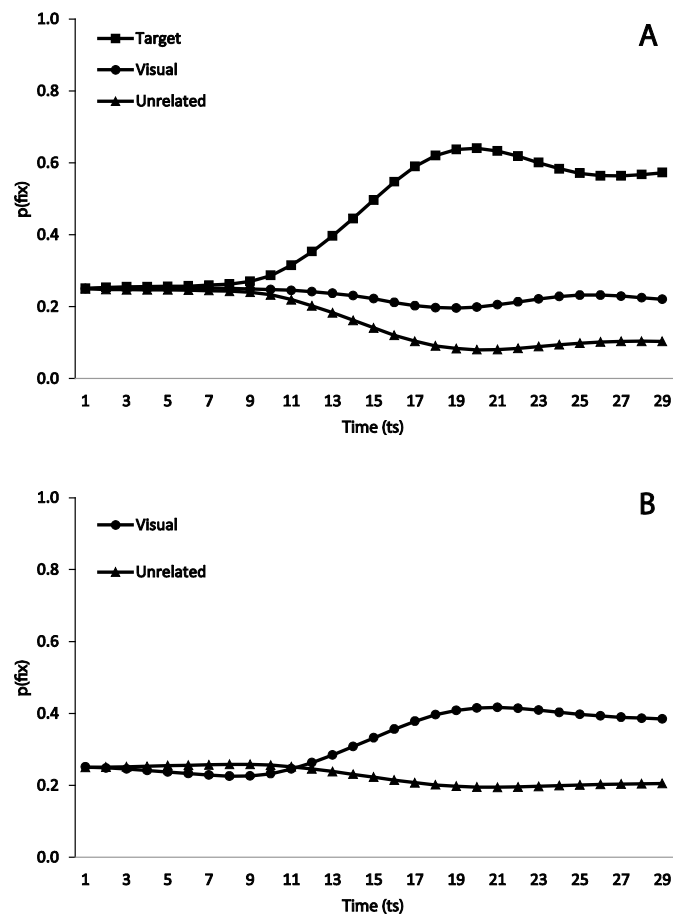 A
Target
Visual
Unrelated
1.0
0.8
0.6
0.4
0.2
0.0
p(fix)
1 3 5 7 9 11 13 15 17 19 21 23 25 27 29
Time (ts)
B
Visual
Unrelated
1.0
0.8
0.6
0.4
0.2
0.0
p(fix)
1 3 5 7 9 11 13 15 17 19 21 23 25 27 29
Time (ts)